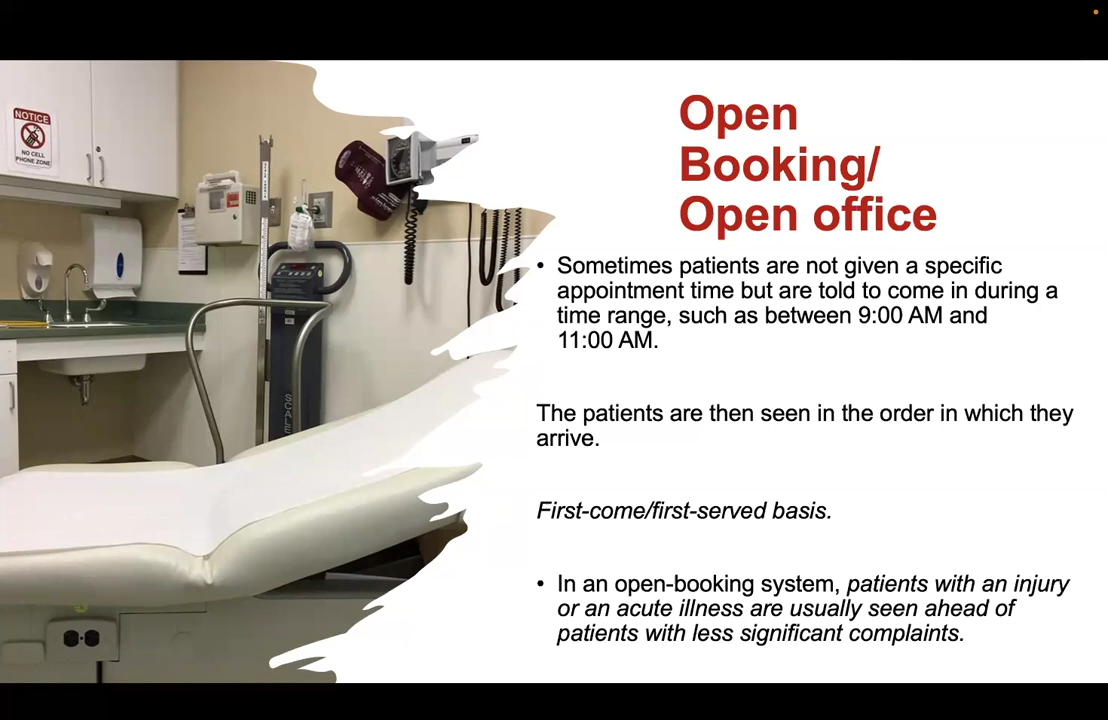 NOTICE
NO CELL
PHONE ZONE
SCALE
Open
Booking/
Open office
• Sometimes patients are not given a specific
appointment time but are told to come in during a
time range, such as between 9:00 AM and
11:00 AM.
The patients are then seen in the order in which they
arrive.
First-come/first-served basis.
• In an open-booking system, patients with an injury
or an acute illness are usually seen ahead of
patients with less significant complaints.